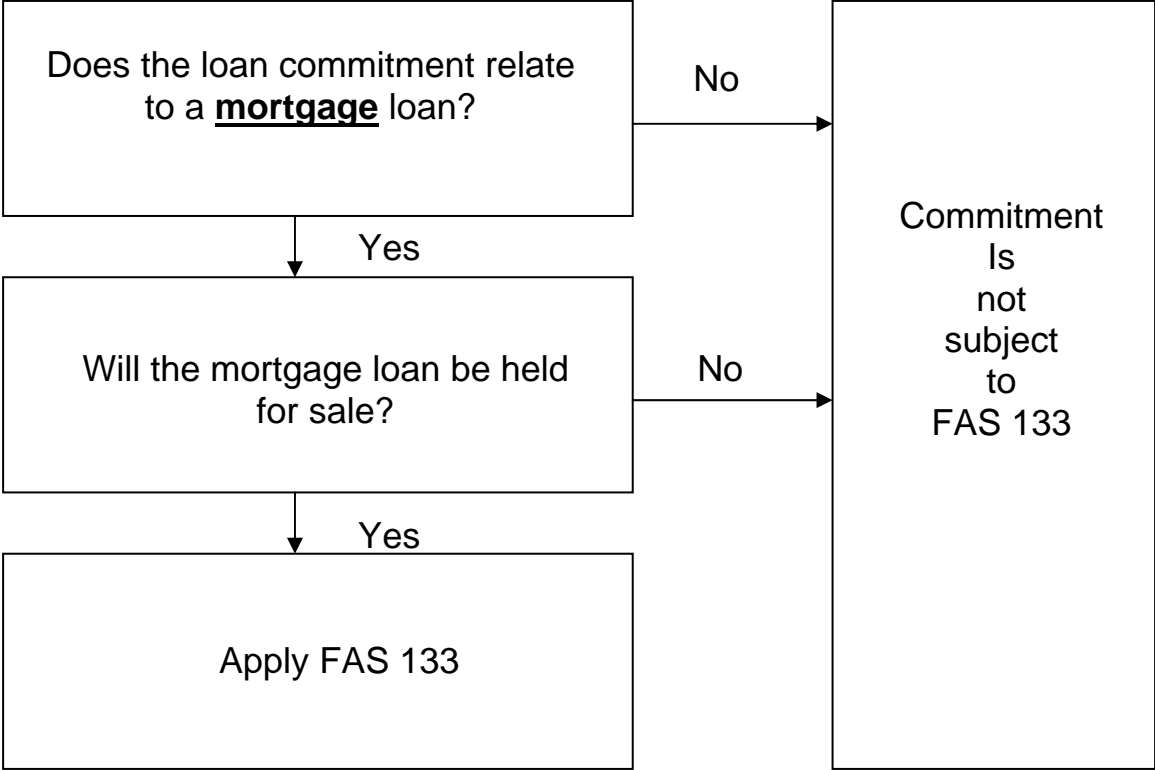 Does the loan commitment relate
to a mortgage loan?
No
Yes
Will the mortgage loan be held
for sale?
No
Yes
Apply FAS 133
Commitment
Is
not
subject
to
FAS 133